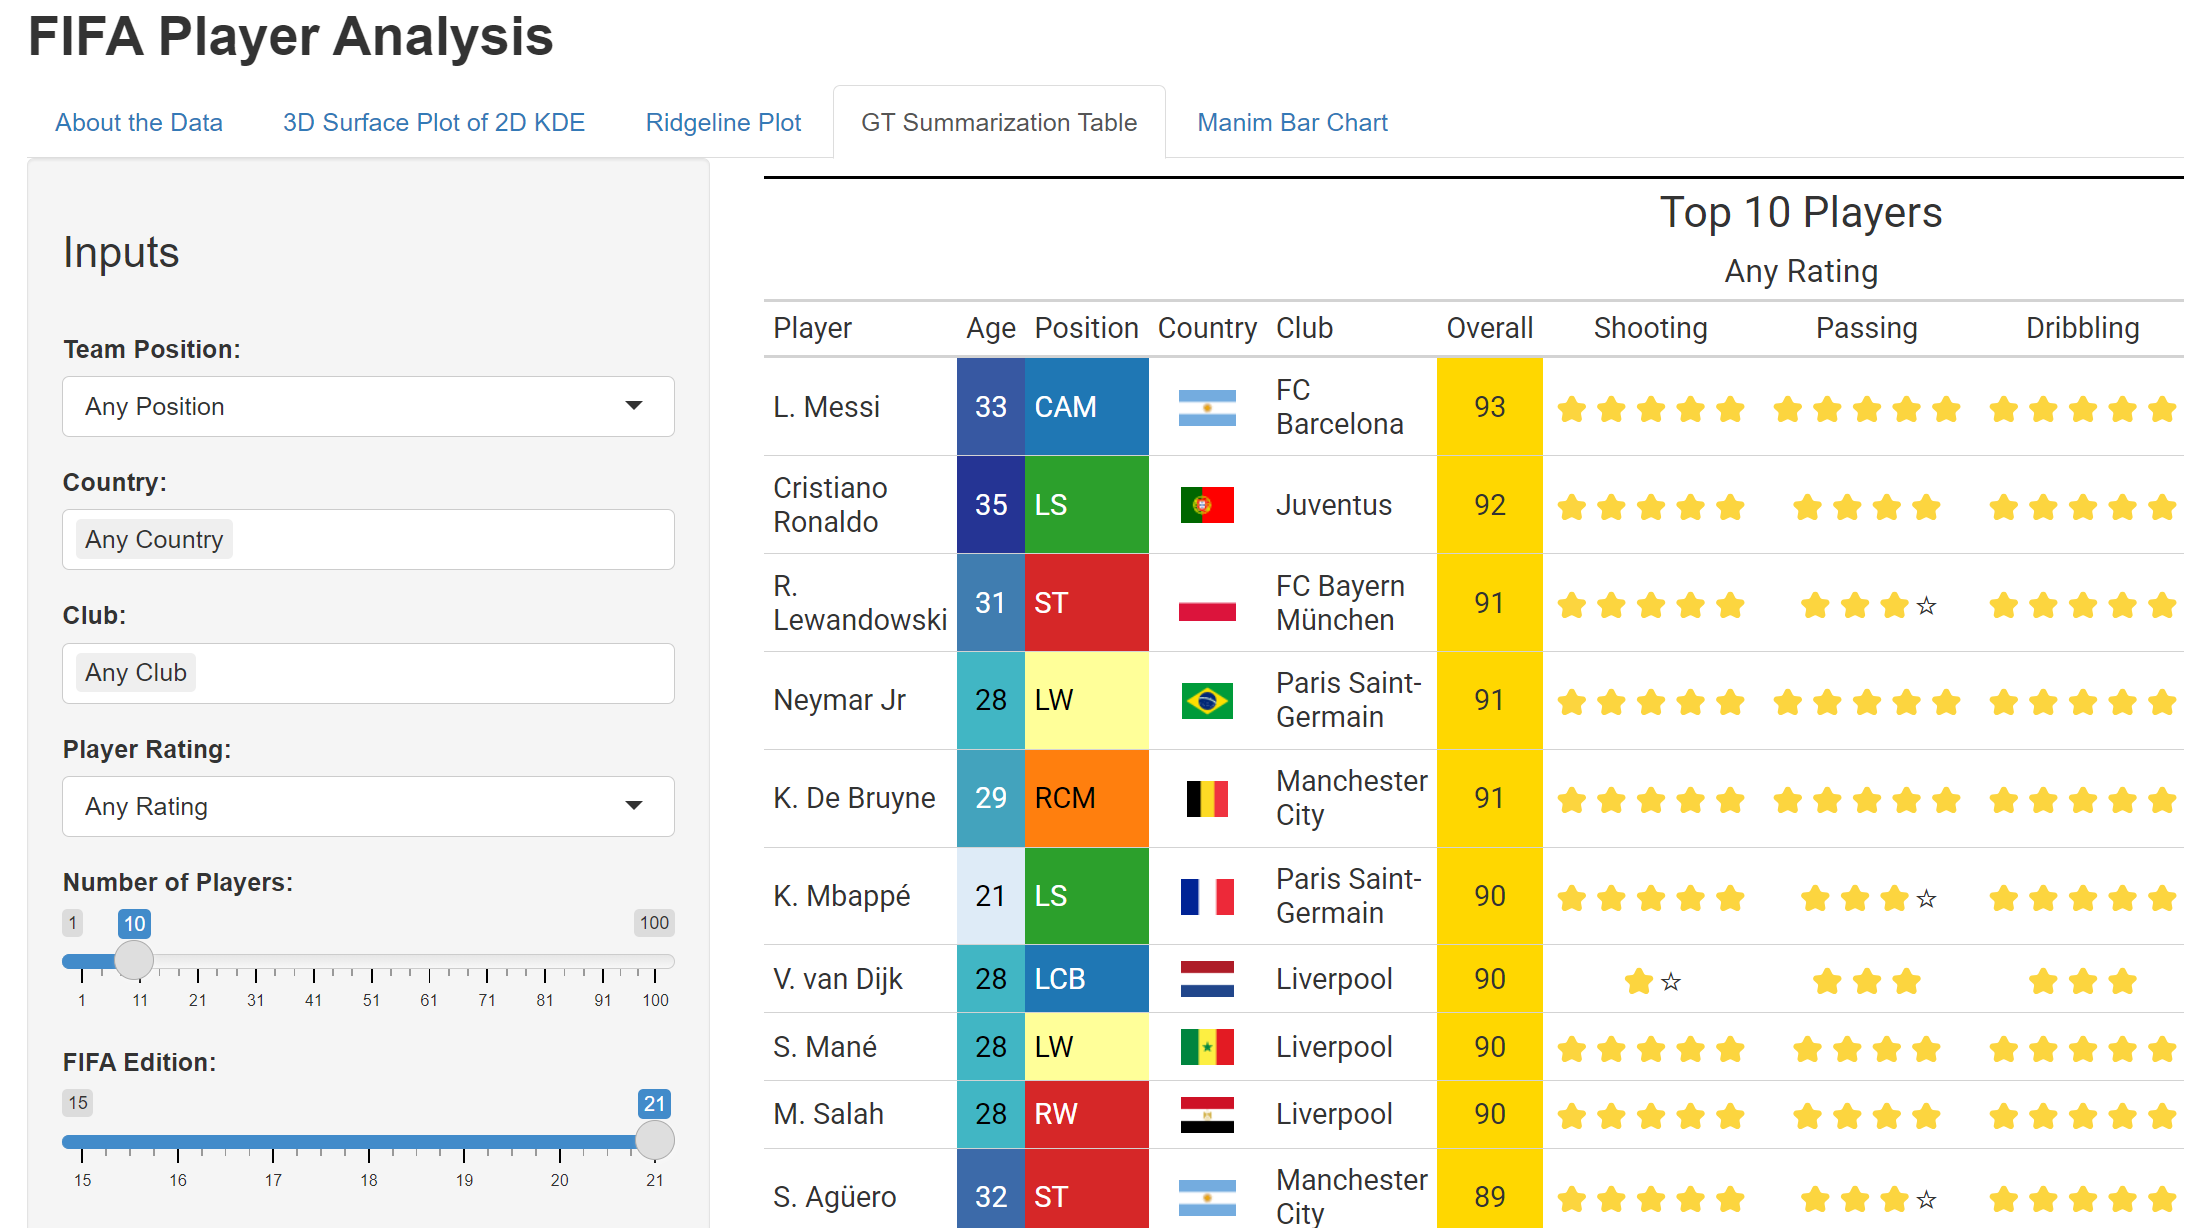 FIFA Player Analysis
About the Data
3D Surface Plot of 2D KDE
Ridgeline Plot
GT Summarization Table
Manim Bar Chart
Inputs
Team Position:
Any Position
Country:
Any Country
Club:
Any Club
Player Rating:
Any Rating
Number of Players:
1 10 100
1 11 21 31 41 51 61 71 81 91 100
FIFA Edition:
15 21
15 16 17 18 19 20 21
Top 10 Players
Any Rating
Player Age Position Country Club Overall Shooting Passing Dribbling
L. Messi 33 CAM FC
Barcelona 93
Cristiano
Ronaldo 35 LS Juventus 92
R.
Lewandowski 31 ST FC Bayern
München 91
Neymar Jr 28 LW Paris Saint-
Germain 91
K. De Bruyne 29 RCM Manchester
City 91
K. Mbappé 21 LS Paris Saint-
Germain 90
V. van Dijk 28 LCB Liverpool 90
S. Mané 28 LW Liverpool 90
M. Salah 28 RW Liverpool 90
S. Agüero 32 ST Manchester
City 89